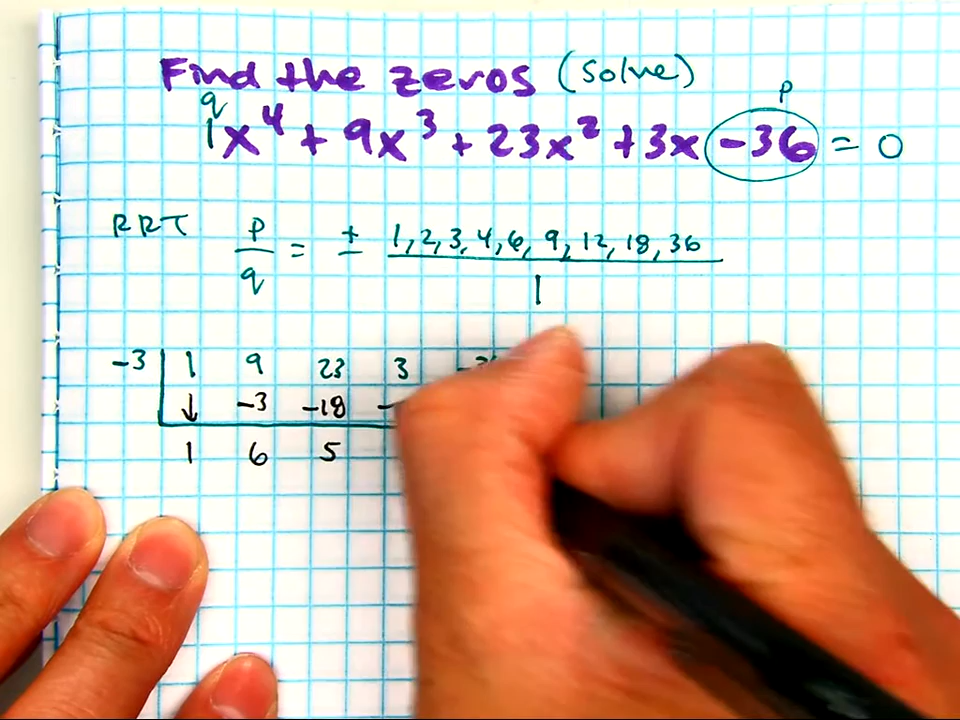 Find the zeros (solve)
q p
1x⁴ + 9x³ + 23x² + 3x - 36 = 0
RRT p/q = ± 1, 2, 3, 4, 6, 9, 12, 18, 36 / 1
-3 | 1 9 23 3
↓ -3 -18 -
1 6 5